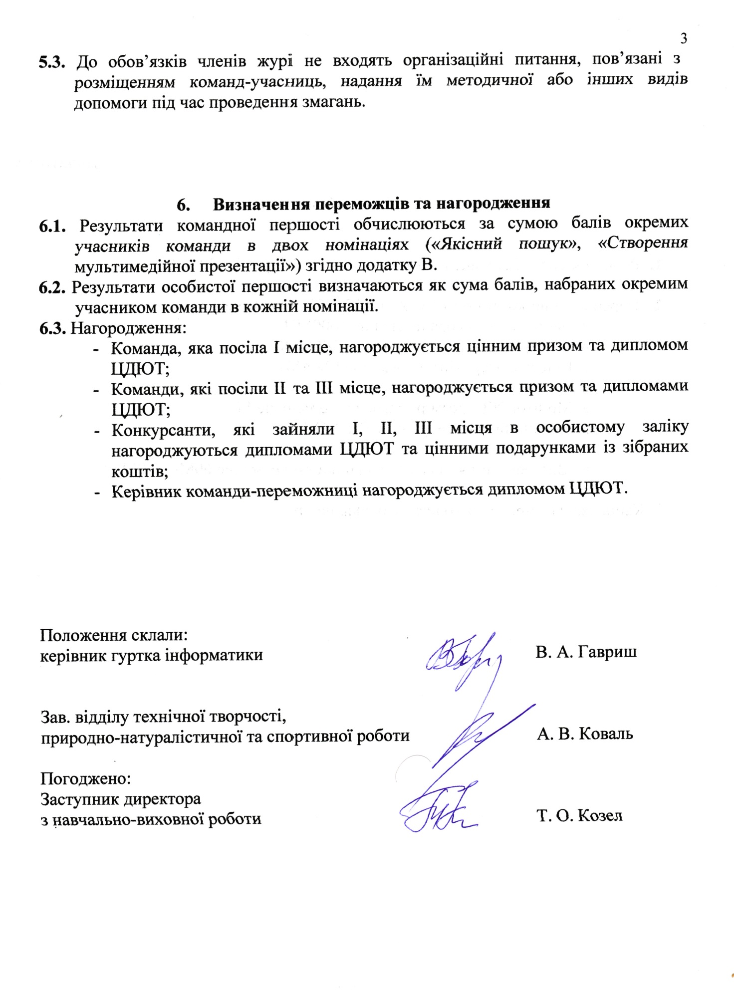 3
5.3. До обов’язків членів журі не входять організаційні питання, пов’язані з
розміщенням команд-учасниць, надання їм методичної або інших видів
допомоги під час проведення змагань.
6. Визначення переможців та нагородження
6.1. Результати командної першості обчислюються за сумою балів окремих
учасників команди в двох номінаціях («Якісний пошук», «Створення
мультимедійної презентації») згідно додатку В.
6.2. Результати особистої першості визначаються як сума балів, набраних окремим
учасником команди в кожній номінації.
6.3. Нагородження:
- Команда, яка посіла І місце, нагороджується цінним призом та дипломом
ЦДЮТ;
- Команди, які посіли ІІ та ІІІ місце, нагороджується призом та дипломами
ЦДЮТ;
- Конкурсанти, які зайняли І, ІІ, ІІІ місця в особистому заліку
нагороджуються дипломами ЦДЮТ та цінними подарунками із зібраних
коштів;
- Керівник команди-переможниці нагороджується дипломом ЦДЮТ.
Положення склали:
керівник гуртка інформатики В. А. Гавриш
Зав. відділу технічної творчості,
природно-натуралістичної та спортивної роботи А. В. Коваль
Погоджено:
Заступник директора
з навчально-виховної роботи Т. О. Козел